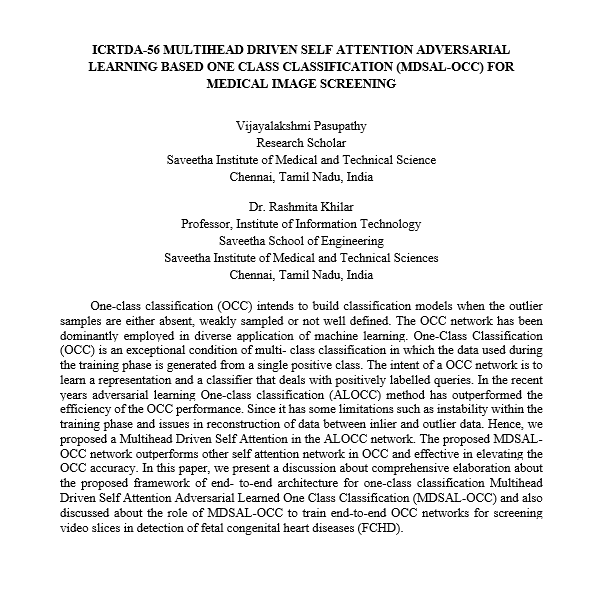 ICRTDA-56 MULTIHEAD DRIVEN SELF ATTENTION ADVERSARIAL
LEARNING BASED ONE CLASS CLASSIFICATION (MDSAL-OCC) FOR
MEDICAL IMAGE SCREENING
Vijayalakshmi Pasupathy
Research Scholar
Saveetha Institute of Medical and Technical Science
Chennai, Tamil Nadu, India
Dr. Rashmita Khilar
Professor, Institute of Information Technology
Saveetha School of Engineering
Saveetha Institute of Medical and Technical Sciences
Chennai, Tamil Nadu, India
One-class classification (OCC) intends to build classification models when the outlier
samples are either absent, weakly sampled or not well defined. The OCC network has been
dominantly employed in diverse application of machine learning. One-Class Classification
(OCC) is an exceptional condition of multi- class classification in which the data used during
the training phase is generated from a single positive class. The intent of a OCC network is to
learn a representation and a classifier that deals with positively labelled queries. In the recent
years adversarial learning One-class classification (ALOCC) method has outperformed the
efficiency of the OCC performance. Since it has some limitations such as instability within the
training phase and issues in reconstruction of data between inlier and outlier data. Hence, we
proposed a Multihead Driven Self Attention in the ALOCC network. The proposed MDSAL-
OCC network outperforms other self attention network in OCC and effective in elevating the
OCC accuracy. In this paper, we present a discussion about comprehensive elaboration about
the proposed framework of end- to-end architecture for one-class classification Multihead
Driven Self Attention Adversarial Learned One Class Classification (MDSAL-OCC) and also
discussed about the role of MDSAL-OCC to train end-to-end OCC networks for screening
video slices in detection of fetal congenital heart diseases (FCHD).